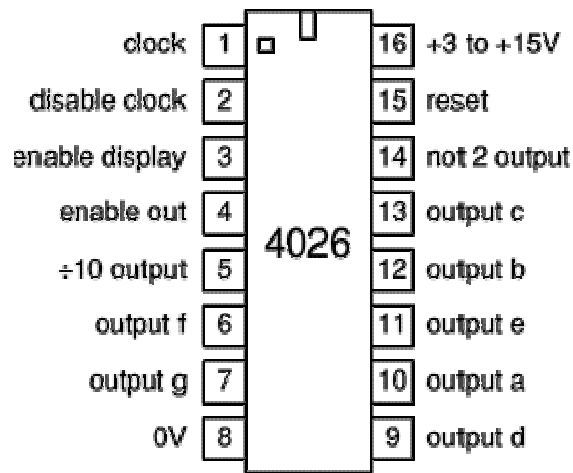 clock 1 16 +3 to +15V
disable clock 2 15 reset
enable display 3 14 not 2 output
enable out 4 13 output c
4026
÷10 output 5 12 output b
output f 6 11 output e
output g 7 10 output a
0V 8 9 output d